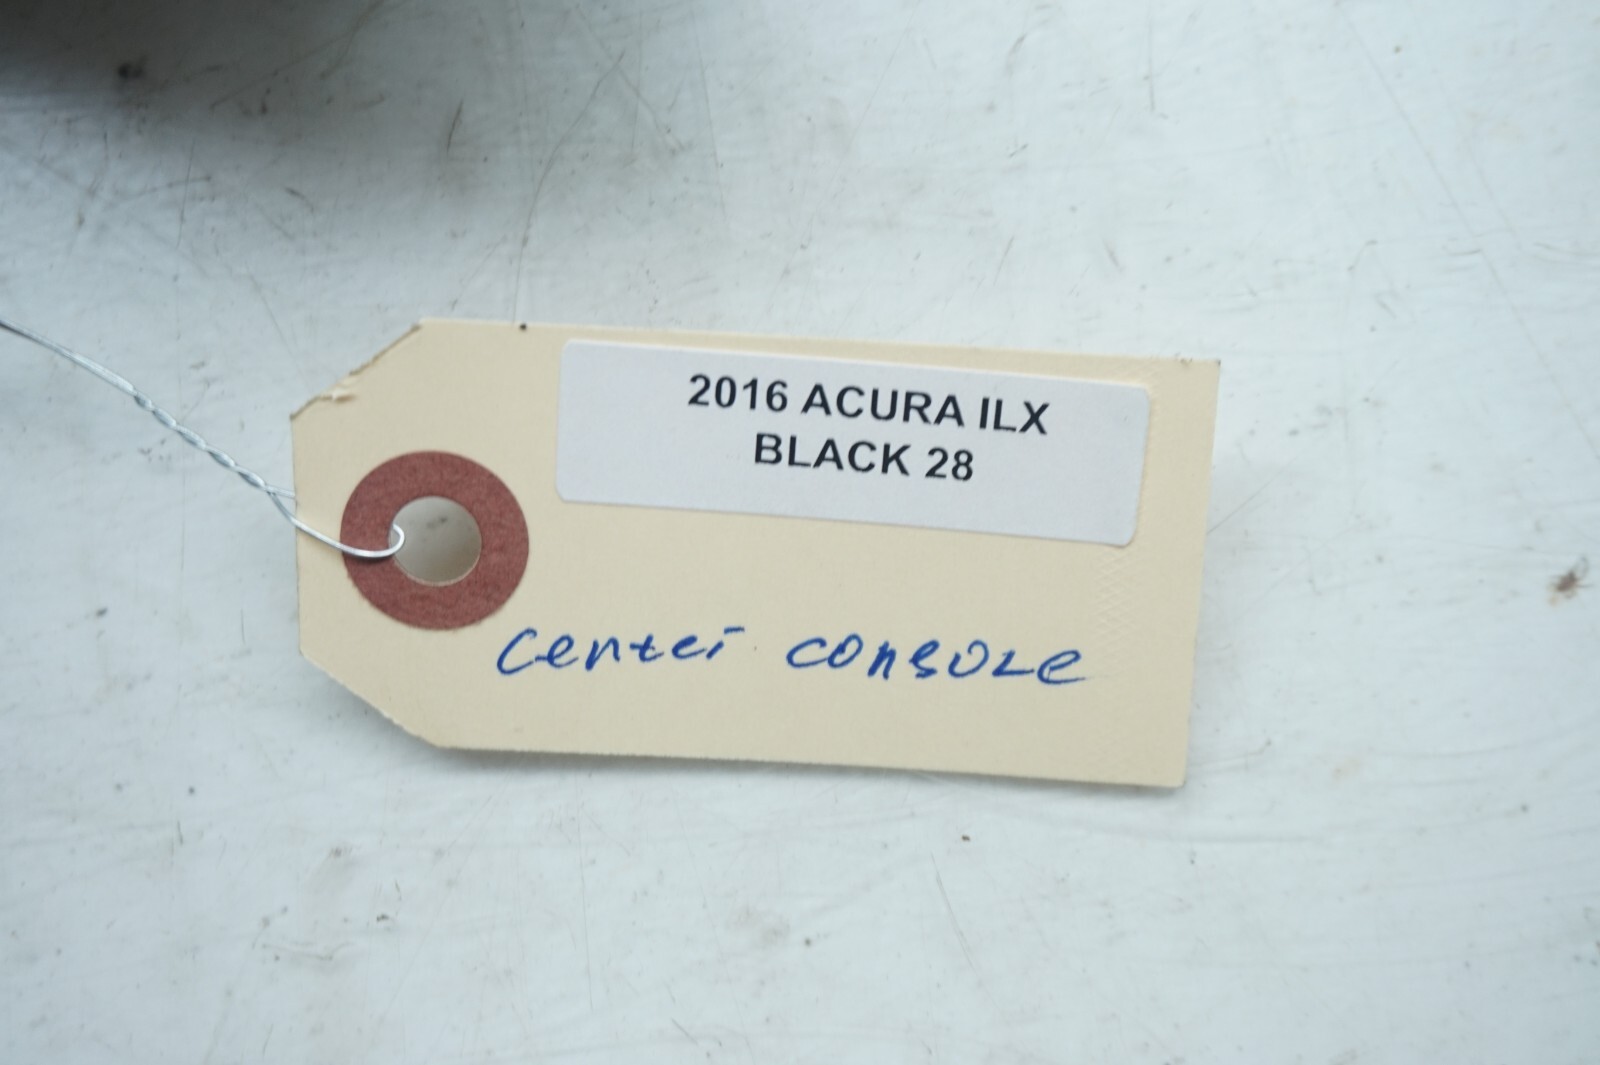 2016 ACURA ILX
BLACK 28
Center console